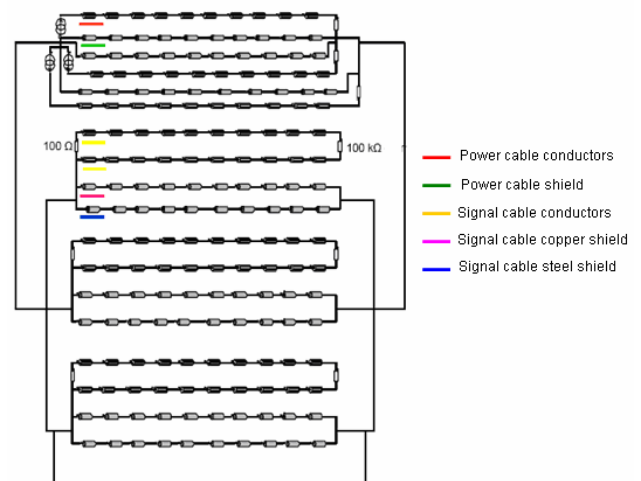 100 Ω
100 kΩ
Power cable conductors
Power cable shield
Signal cable conductors
Signal cable copper shield
Signal cable steel shield